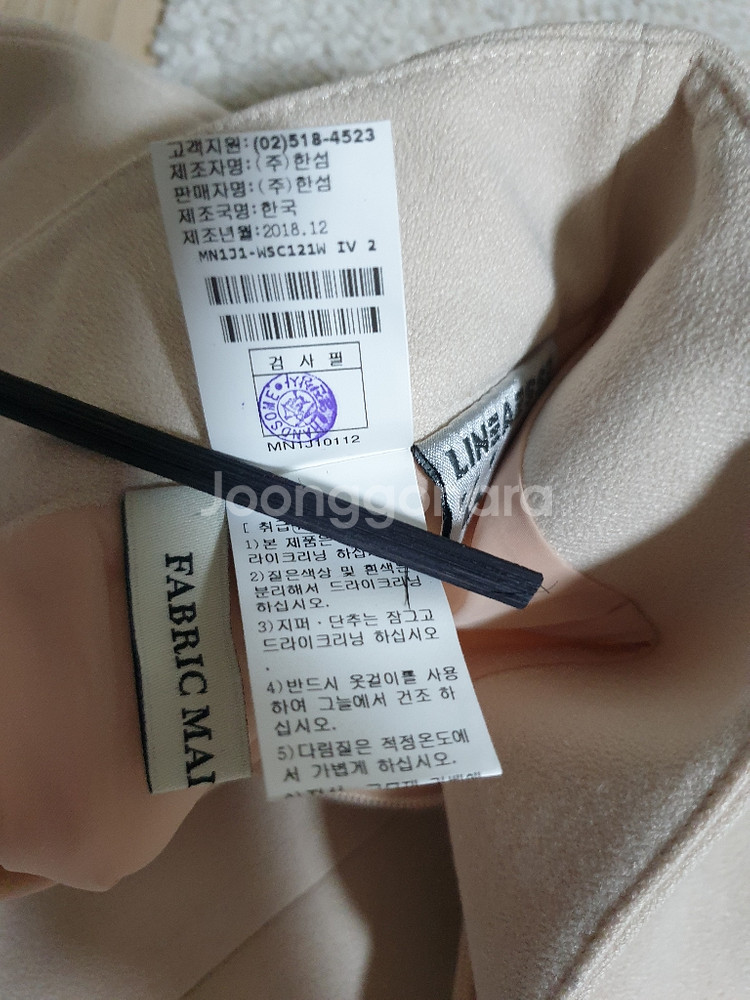 고객지원: (02)518-4523
제조자명:(주)한섬
판매자명:(주)한섬
제조국명:한국
제조년월:2018.12
MN1J1-WSC121W IV 2
검 사 필
HANDSOME
MN1J10112
[ 취급
1)본 제품은
라이크리닝 하십
2)짙은색상 및 흰색은
분리해서 드라이크리닝
하십시오.
3)지퍼·단추는 잠그고
드라이크리닝 하십시오
.
4)반드시 옷걸이를 사용
하여 그늘에서 건조 하
십시오.
5)다림질은 적정온도에
서 가볍게 하십시오.
FABRIC MAI
Joonggonara